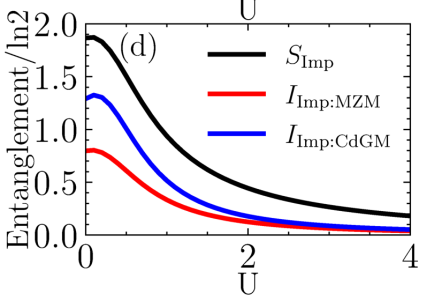 U
Entanglement/ln2
2.0
1.5
1.0
0.5
0.0
(d)
S_Imp
I_Imp:MZM
I_Imp:CdGM
0 2 4
U